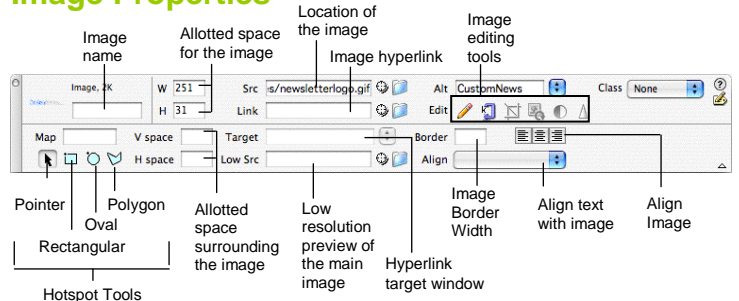 Image Properties
Image name
Allotted space for the image
Location of the image
Image hyperlink
Image editing tools
Image, 2K
W 251
Src es/newsletterlogo.gif
Alt CustomNews
Class None
H 31
Link
Edit
Map
V space
Target
Border
H space
Low Src
Align
Pointer
Oval
Polygon
Rectangular
Hotspot Tools
Allotted space surrounding the image
Low resolution preview of the main image
Hyperlink target window
Image Border Width
Align text with image
Align Image